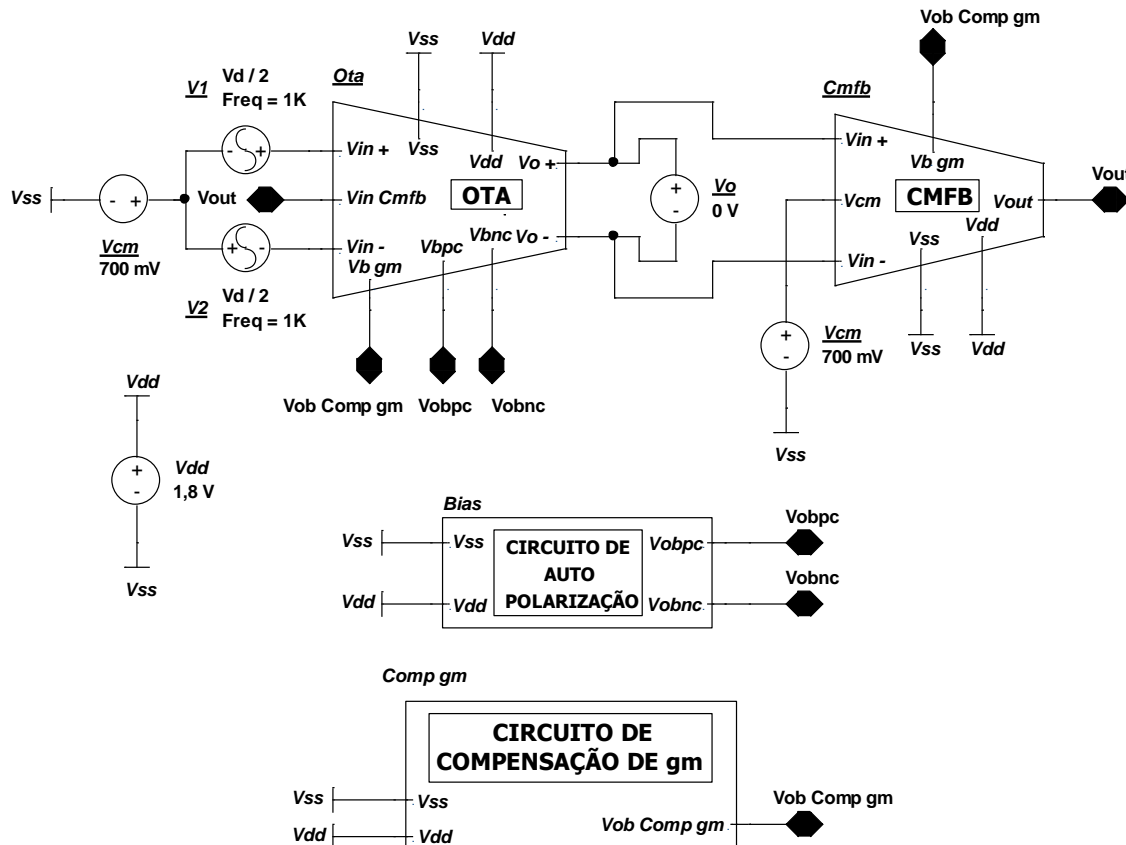 Vob Comp gm
Vss
Vdd
V1
Vd / 2
Freq = 1K
Ota
Cmfb
Vin +
Vss
Vdd
Vo +
Vin +
Vb gm
Vss
Vcm
700 mV
Vout
Vin Cmfb
OTA
Vo
0 V
Vcm
CMFB
Vout
Vout
Vin -
Vb gm
Vbpc
Vbnc
Vo -
Vin -
Vss
Vdd
V2
Vd / 2
Freq = 1K
Vcm
700 mV
Vss
Vdd
Vob Comp gm
Vobpc
Vobnc
Vdd
Vss
Vdd
1,8 V
Vss
Bias
Vss
Vss
CIRCUITO DE
AUTO
POLARIZAÇÃO
Vobpc
Vobpc
Vdd
Vdd
Vobnc
Vobnc
Comp gm
CIRCUITO DE
COMPENSAÇÃO DE gm
Vss
Vss
Vdd
Vdd
Vob Comp gm
Vob Comp gm